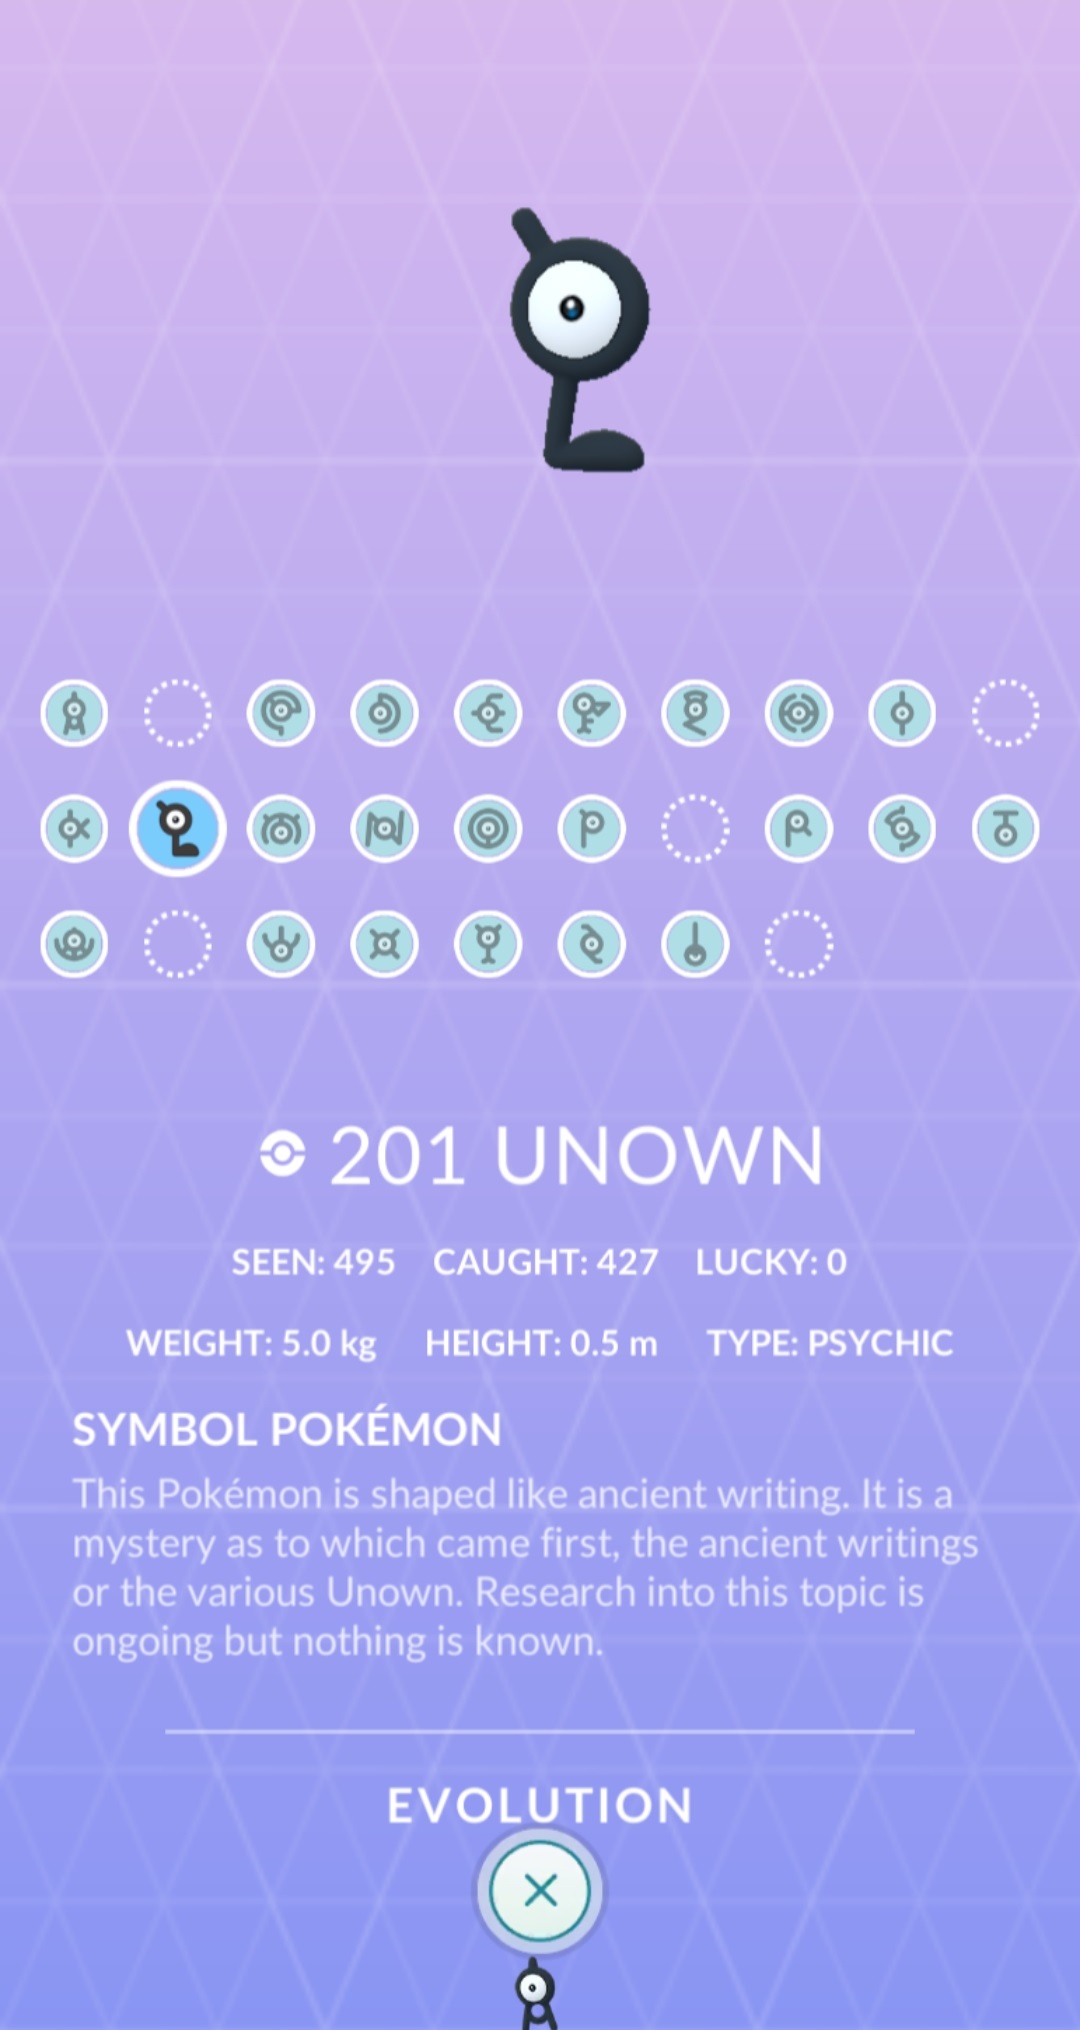 201 UNOWN
SEEN: 495 CAUGHT: 427 LUCKY: 0
WEIGHT: 5.0 kg HEIGHT: 0.5 m TYPE: PSYCHIC
SYMBOL POKÉMON
This Pokémon is shaped like ancient writing. It is a
mystery as to which came first, the ancient writings
or the various Unown. Research into this topic is
ongoing but nothing is known.
EVOLUTION